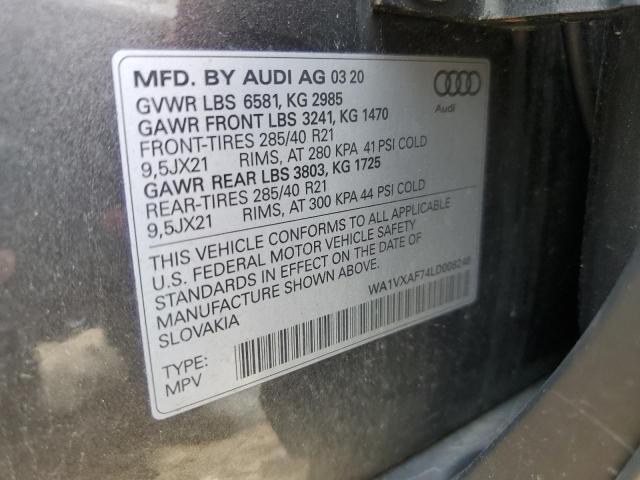 MFD. BY AUDI AG 03 20
GVWR LBS 6581, KG 2985
GAWR FRONT LBS 3241, KG 1470
FRONT-TIRES 285/40 R21
9,5JX21 RIMS, AT 280 KPA 41 PSI COLD
GAWR REAR LBS 3803, KG 1725
REAR-TIRES 285/40 R21
9,5JX21 RIMS, AT 300 KPA 44 PSI COLD
Audi
THIS VEHICLE CONFORMS TO ALL APPLICABLE
U.S. FEDERAL MOTOR VEHICLE SAFETY
STANDARDS IN EFFECT ON THE DATE OF
MANUFACTURE SHOWN ABOVE.
SLOVAKIA
WA1VXAF74LD006246
TYPE:
MPV